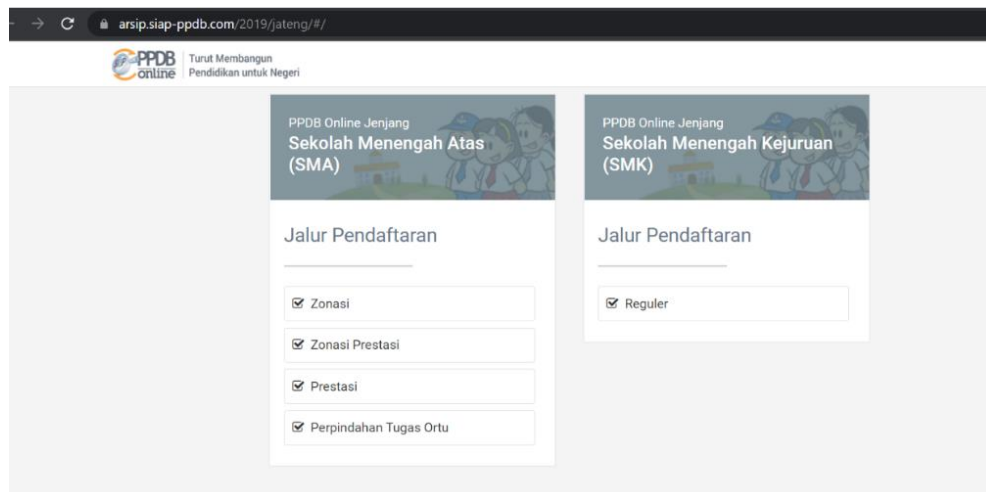 arsip.siap-ppdb.com/2019/jateng/#/
PPDB
online
Turut Membangun
Pendidikan untuk Negeri
PPDB Online Jenjang
Sekolah Menengah Atas
(SMA)
Jalur Pendaftaran
Zonasi
Zonasi Prestasi
Prestasi
Perpindahan Tugas Ortu
PPDB Online Jenjang
Sekolah Menengah Kejuruan
(SMK)
Jalur Pendaftaran
Reguler